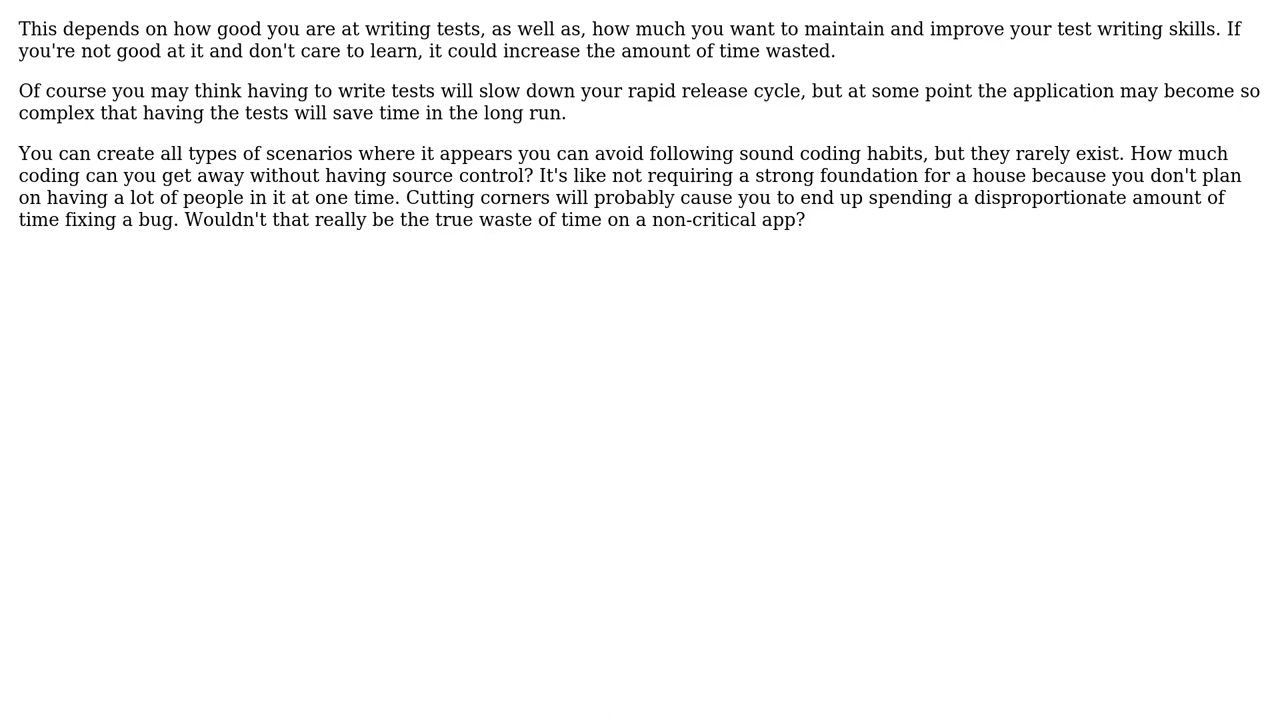 This depends on how good you are at writing tests, as well as, how much you want to maintain and improve your test writing skills. If
you're not good at it and don't care to learn, it could increase the amount of time wasted.
Of course you may think having to write tests will slow down your rapid release cycle, but at some point the application may become so
complex that having the tests will save time in the long run.
You can create all types of scenarios where it appears you can avoid following sound coding habits, but they rarely exist. How much
coding can you get away without having source control? It's like not requiring a strong foundation for a house because you don't plan
on having a lot of people in it at one time. Cutting corners will probably cause you to end up spending a disproportionate amount of
time fixing a bug. Wouldn't that really be the true waste of time on a non-critical app?